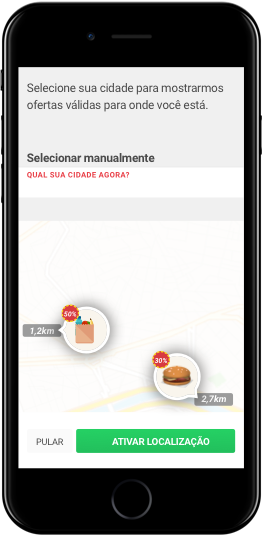 Selecione sua cidade para mostrarmos
ofertas válidas para onde você está.
Selecionar manualmente
QUAL SUA CIDADE AGORA?
50%
1,2km
30%
2,7km
PULAR
ATIVAR LOCALIZAÇÃO